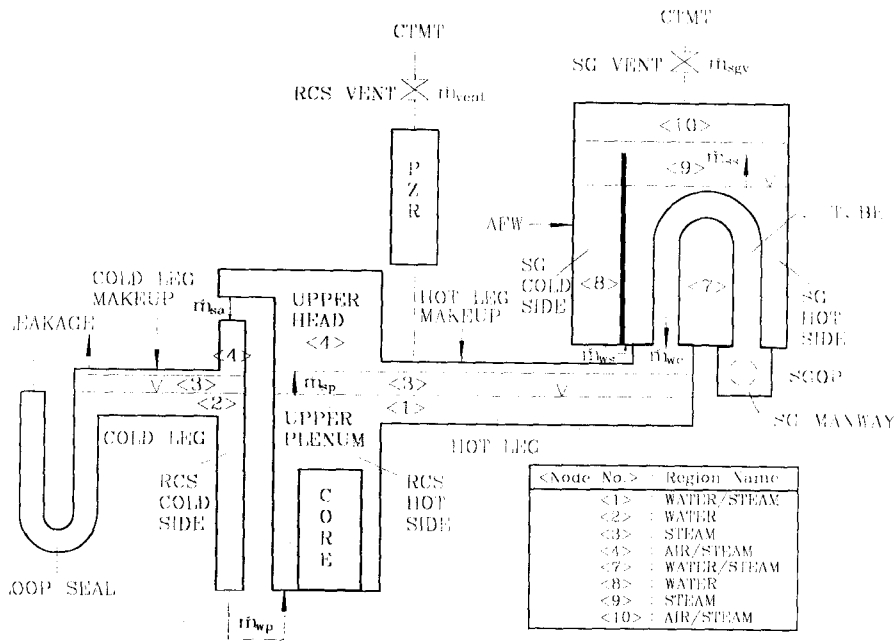 CTMT
RCS VENT ṁvent
CTMT
SG VENT ṁsgv
<10>
<9> ṁss
PZR
AFW
SG COLD SIDE
<8>
<7>
SG HOT SIDE
COLD LEG MAKEUP
LEAKAGE
ṁsa
UPPER HEAD
<4>
<4>
HOT LEG MAKEUP
ṁws
ṁwc
<3>
<2>
ṁsp
<3>
<1>
SG MANWAY
COLD LEG
UPPER PLENUM
HOT LEG
RCS COLD SIDE
CORE
RCS HOT SIDE
LOOP SEAL
ṁwp
<Node No.> : Region Name
<1> : WATER/STEAM
<2> : WATER
<3> : STEAM
<4> : AIR/STEAM
<7> : WATER/STEAM
<8> : WATER
<9> : STEAM
<10> : AIR/STEAM